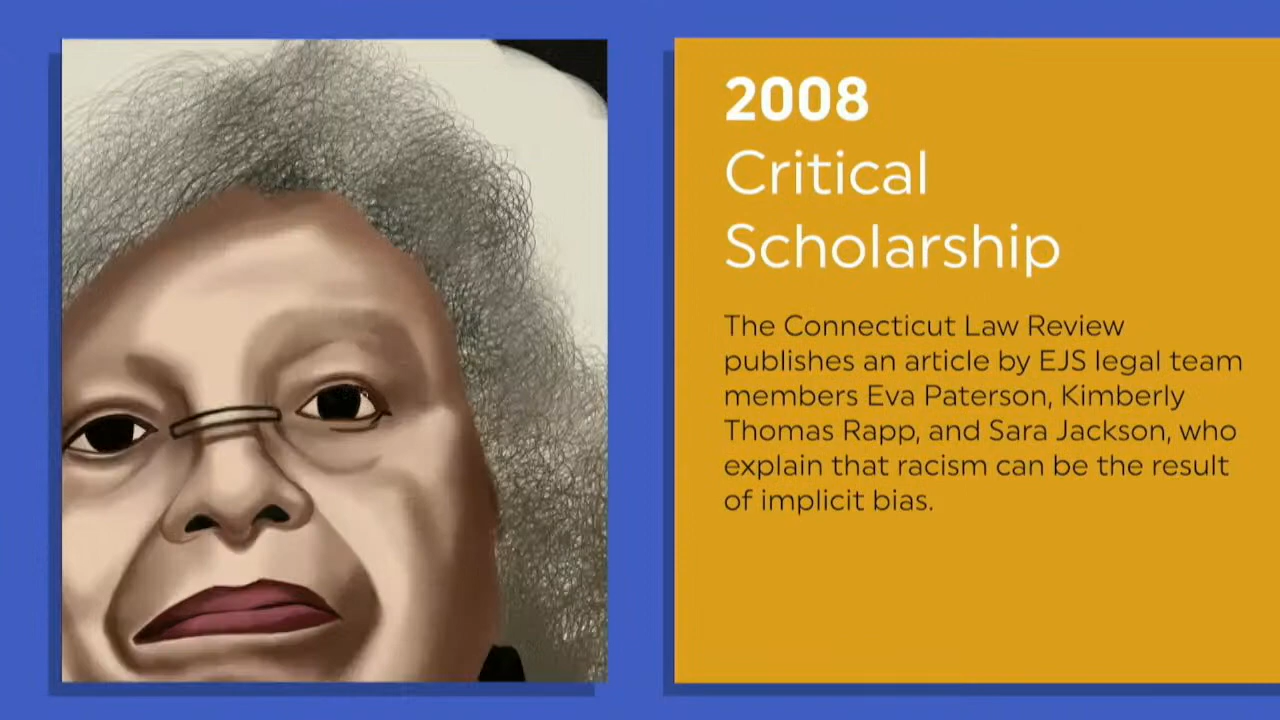 2008
Critical
Scholarship
The Connecticut Law Review
publishes an article by EJS legal team
members Eva Paterson, Kimberly
Thomas Rapp, and Sara Jackson, who
explain that racism can be the result
of implicit bias.